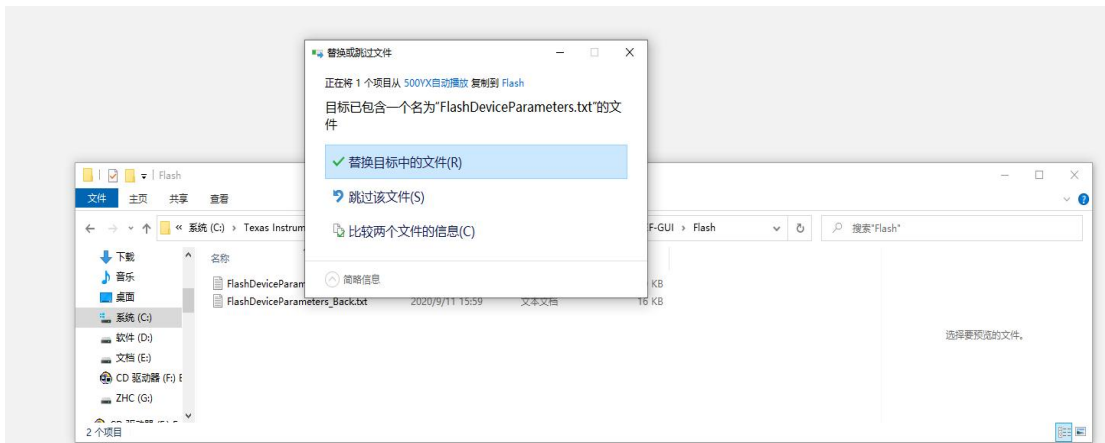 替换或跳过文件
正在将 1 个项目从 500YX自动播放 复制到 Flash
目标已包含一个名为"FlashDeviceParameters.txt"的文
件
替换目标中的文件(R)
跳过该文件(S)
比较两个文件的信息(C)
简略信息
Flash
文件 主页 共享 查看
« 系统 (C:) › Texas Instrum F-GUI › Flash 搜索"Flash"
下载
音乐
桌面
系统 (C:)
软件 (D:)
文档 (E:)
CD 驱动器 (F:) E
ZHC (G:)
名称
FlashDeviceParam KB
FlashDeviceParameters_Back.txt 2020/9/11 15:59 文本文档 16 KB
选择要预览的文件。
2 个项目